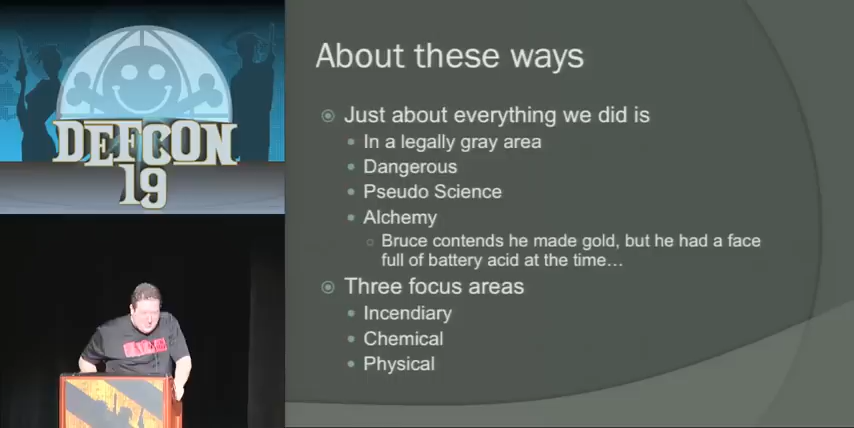 DEFCON
19
About these ways
Just about everything we did is
In a legally gray area
Dangerous
Pseudo Science
Alchemy
Bruce contends he made gold, but he had a face
full of battery acid at the time…
Three focus areas
Incendiary
Chemical
Physical